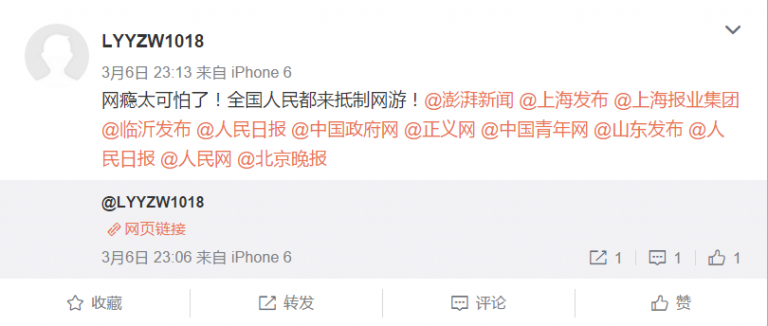 LYYZW1018
3月6日 23:13 来自 iPhone 6
网瘾太可怕了！全国人民都来抵制网游！@澎湃新闻 @上海发布 @上海报业集团
@临沂发布 @人民日报 @中国政府网 @正义网 @中国青年网 @山东发布 @人
民日报 @人民网 @北京晚报
@LYYZW1018
网页链接
3月6日 23:06 来自 iPhone 6 1 1 1
收藏 转发 评论 赞